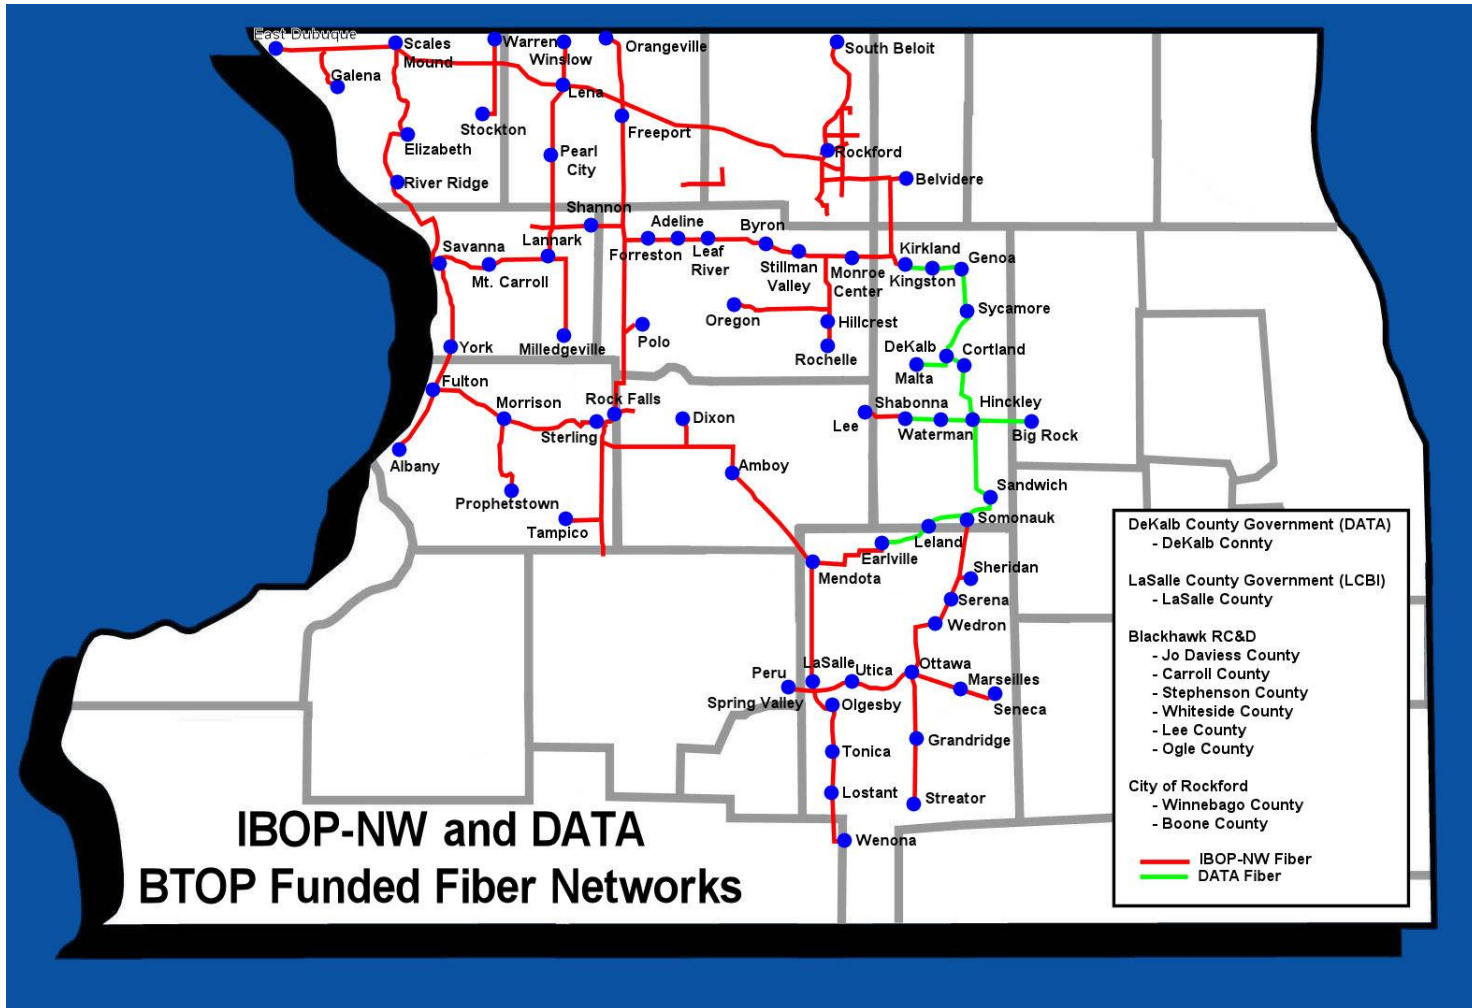 East Dubuque
Scales
Mound
Warren
Winslow
Orangeville
South Beloit
Galena
Lena
Stockton
Freeport
Elizabeth
Pearl
City
Rockford
River Ridge
Belvidere
Shannon
Adeline
Byron
Savanna
Lannark
Forreston
Leaf
River
Stillman
Valley
Monroe
Center
Kirkland
Kingston
Genoa
Mt. Carroll
Oregon
Hillcrest
Sycamore
York
Milledgeville
Polo
Rochelle
DeKalb
Cortland
Malta
Fulton
Morrison
Rock Falls
Dixon
Shabonna
Hinckley
Lee
Waterman
Big Rock
Sterling
Albany
Amboy
Prophetstown
Sandwich
Tampico
Somonauk
Leland
Earlville
Mendota
Sheridan
Serena
Wedron
Peru
LaSalle
Utica
Ottawa
Marseilles
Spring Valley
Olgesby
Seneca
Tonica
Grandridge
Lostant
Streator
Wenona
DeKalb County Government (DATA)
- DeKalb Connty
LaSalle County Government (LCBI)
- LaSalle County
Blackhawk RC&D
- Jo Daviess County
- Carroll County
- Stephenson County
- Whiteside County
- Lee County
- Ogle County
City of Rockford
- Winnebago County
- Boone County
IBOP-NW Fiber
DATA Fiber
IBOP-NW and DATA
BTOP Funded Fiber Networks